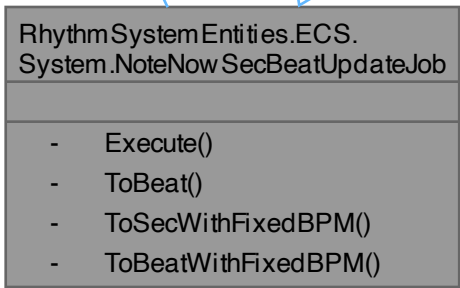 RhythmSystemEntities.ECS.
System.NoteNowSecBeatUpdateJob
- Execute()
- ToBeat()
- ToSecWithFixedBPM()
- ToBeatWithFixedBPM()